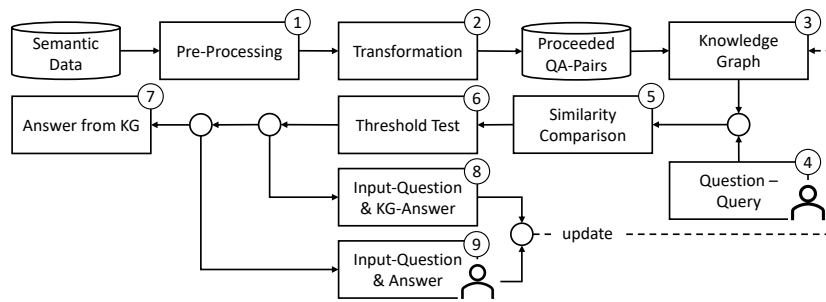 1
2
3
Semantic
Data
Pre-Processing
Transformation
Proceeded
QA-Pairs
Knowledge
Graph
7
6
5
Answer from KG
Threshold Test
Similarity
Comparison
8
4
Input-Question
& KG-Answer
Question –
Query
9
update
Input-Question
& Answer